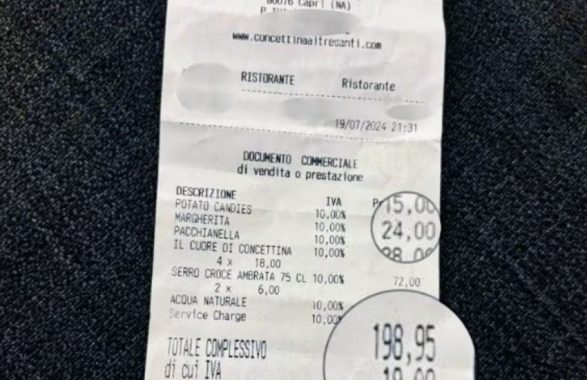 80076 Capri (NA)
www.concettinaaitresanti.com
RISTORANTE Ristorante
19/07/2024 21:31
DOCUMENTO COMMERCIALE
di vendita o prestazione
DESCRIZIONE IVA
POTATO CANDIES 10,00% 15,00
MARGHERITA 10,00% 24,00
PACCHIANELLA 10,00% 28,00
IL CUORE DI CONCETTINA 10,00%
4 x 18,00
SERRO CROCE AMBRATA 75 CL 10,00% 72,00
2 x 6,00
ACQUA NATURALE 10,00%
Service Charge 10,00
TOTALE COMPLESSIVO 198,95
di cui IVA